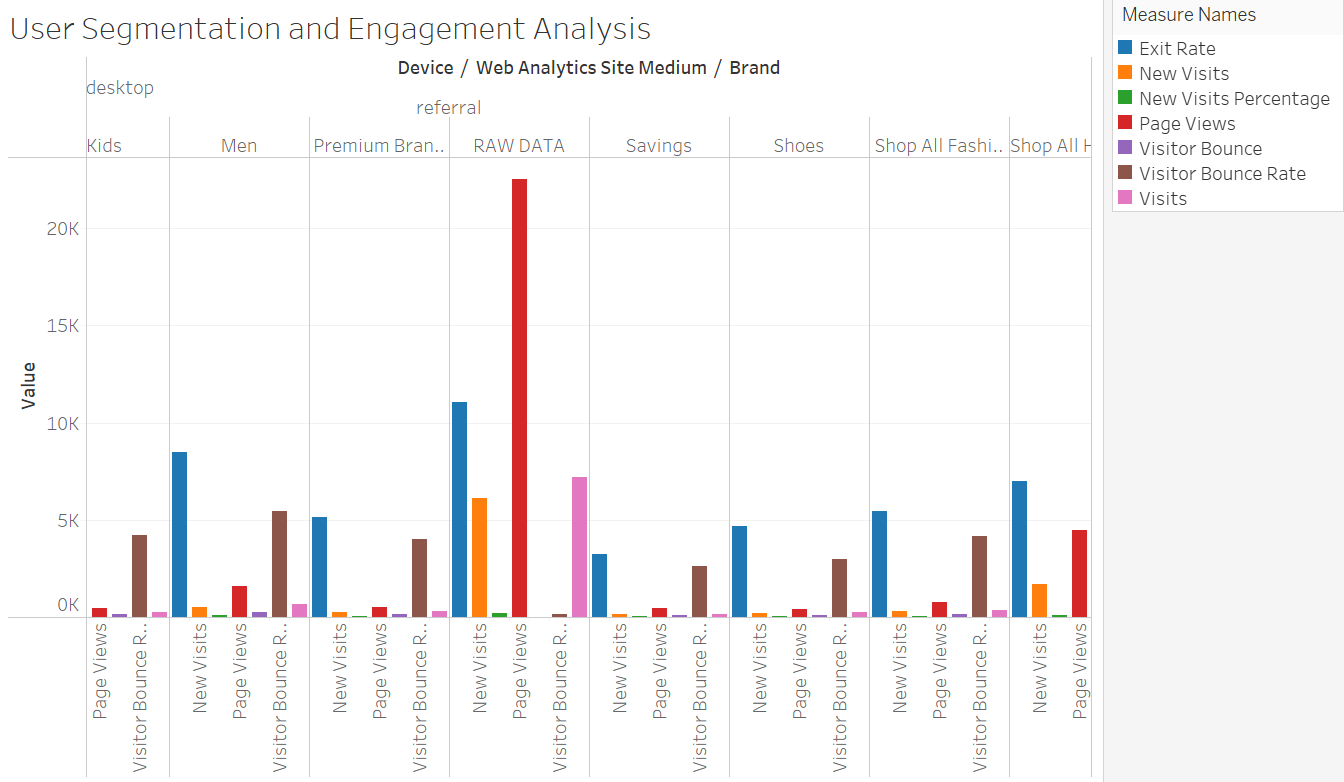 User Segmentation and Engagement Analysis
Device / Web Analytics Site Medium / Brand
desktop
referral
Kids
Men
Premium Bran..
RAW DATA
Savings
Shoes
Shop All Fashi..
Shop All H
Value
20K
15K
10K
5K
0K
Page Views
Visitor Bounce R..
New Visits
Page Views
Visitor Bounce R..
New Visits
Page Views
Visitor Bounce R..
New Visits
Page Views
Visitor Bounce R..
New Visits
Page Views
Visitor Bounce R..
New Visits
Page Views
Visitor Bounce R..
New Visits
Page Views
Visitor Bounce R..
New Visits
Page Views
Measure Names
Exit Rate
New Visits
New Visits Percentage
Page Views
Visitor Bounce
Visitor Bounce Rate
Visits